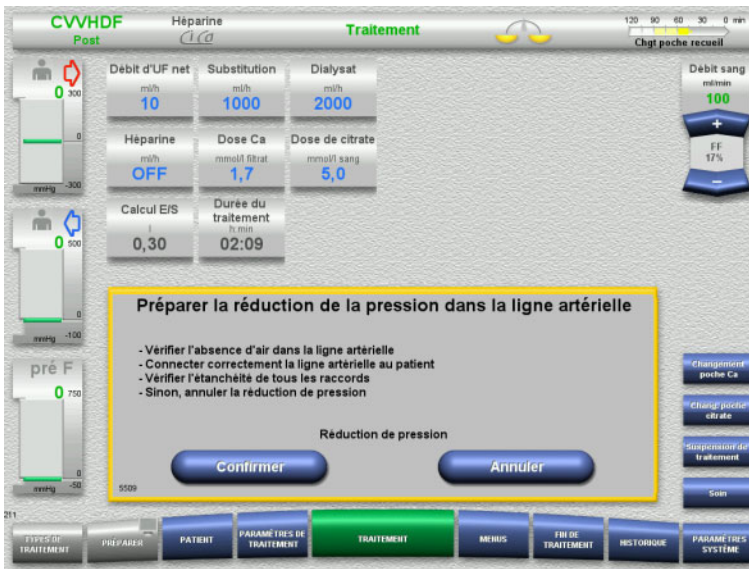 CVVHDF
Post
Héparine
Ci Ca
Traitement
120 90 60 30 0 min
Chgt poche recueil
0
300
0
-300
mmHg
0
500
0
-100
mmHg
pré F
0
750
0
-50
mmHg
Débit d'UF net
ml/h
10
Substitution
ml/h
1000
Dialysat
ml/h
2000
Héparine
ml/h
OFF
Dose Ca
mmol/l filtrat
1,7
Dose de citrate
mmol/l sang
5,0
Calcul E/S
l
0,30
Durée du
traitement
h:min
02:09
Débit sang
ml/min
100
+
FF
17%
−
Préparer la réduction de la pression dans la ligne artérielle
- Vérifier l'absence d'air dans la ligne artérielle
- Connecter correctement la ligne artérielle au patient
- Vérifier l'étanchéité de tous les raccords
- Sinon, annuler la réduction de pression
Réduction de pression
Confirmer
Annuler
5509
Changement
poche Ca
Chang. poche
citrate
Suspension de
traitement
Soin
211
TYPES DE
TRAITEMENT
PRÉPARER
PATIENT
PARAMÈTRES DE
TRAITEMENT
TRAITEMENT
MENUS
FIN DE
TRAITEMENT
HISTORIQUE
PARAMÈTRES
SYSTÈME